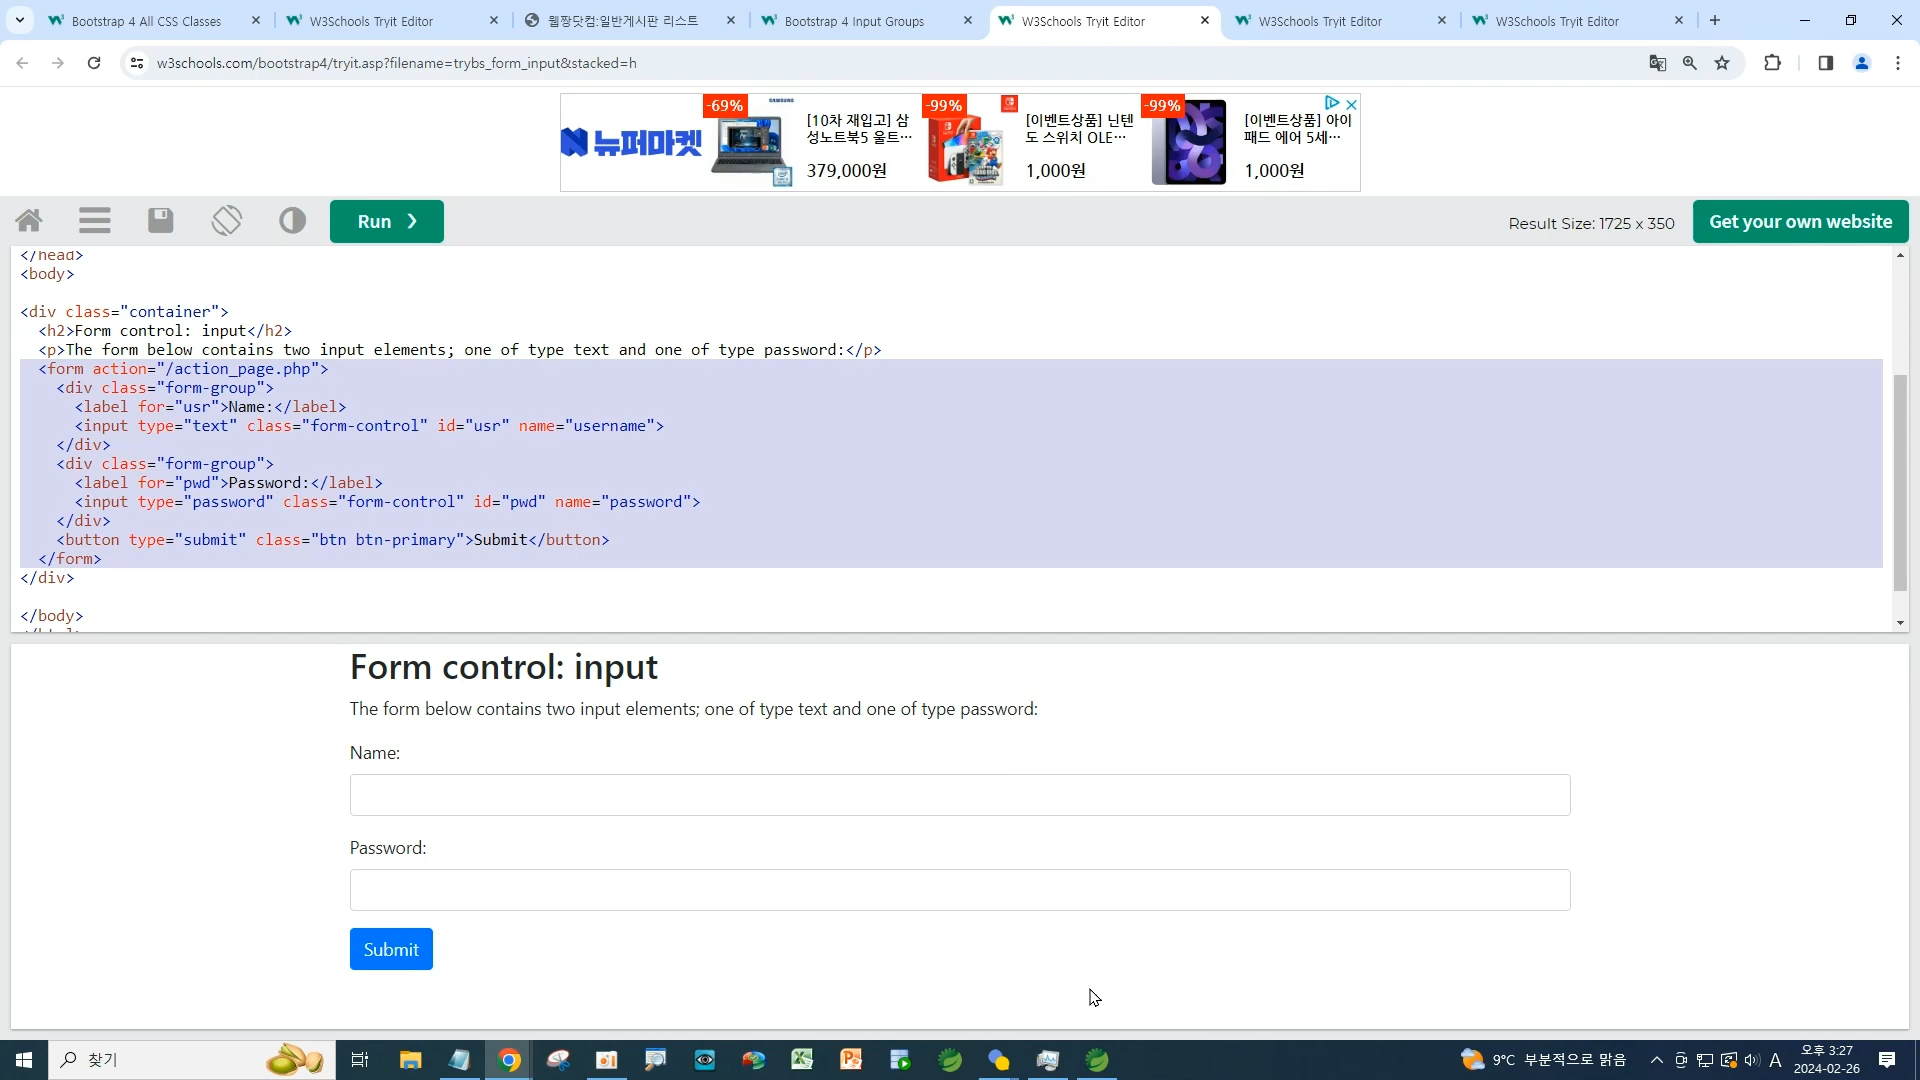 Bootstrap 4 All CSS Classes
W3Schools Tryit Editor
웹짱닷컴:일반게시판 리스트
Bootstrap 4 Input Groups
W3Schools Tryit Editor
W3Schools Tryit Editor
W3Schools Tryit Editor
w3schools.com/bootstrap4/tryit.asp?filename=trybs_form_input&stacked=h
뉴퍼마켓
-69%
SAMSUNG
[10차 재입고] 삼
성노트북5 울트…
379,000원
-99%
[이벤트상품] 닌텐
도 스위치 OLE…
1,000원
-99%
[이벤트상품] 아이
패드 에어 5세…
1,000원
Run ❯
Result Size: 1725 x 350
Get your own website
</head>
<body>
<div class="container">
<h2>Form control: input</h2>
<p>The form below contains two input elements; one of type text and one of type password:</p>
<form action="/action_page.php">
<div class="form-group">
<label for="usr">Name:</label>
<input type="text" class="form-control" id="usr" name="username">
</div>
<div class="form-group">
<label for="pwd">Password:</label>
<input type="password" class="form-control" id="pwd" name="password">
</div>
<button type="submit" class="btn btn-primary">Submit</button>
</form>
</div>
</body>
Form control: input
The form below contains two input elements; one of type text and one of type password:
Name:
Password:
Submit
찾기
9°C 부분적으로 맑음
A
오후 3:27
2024-02-26